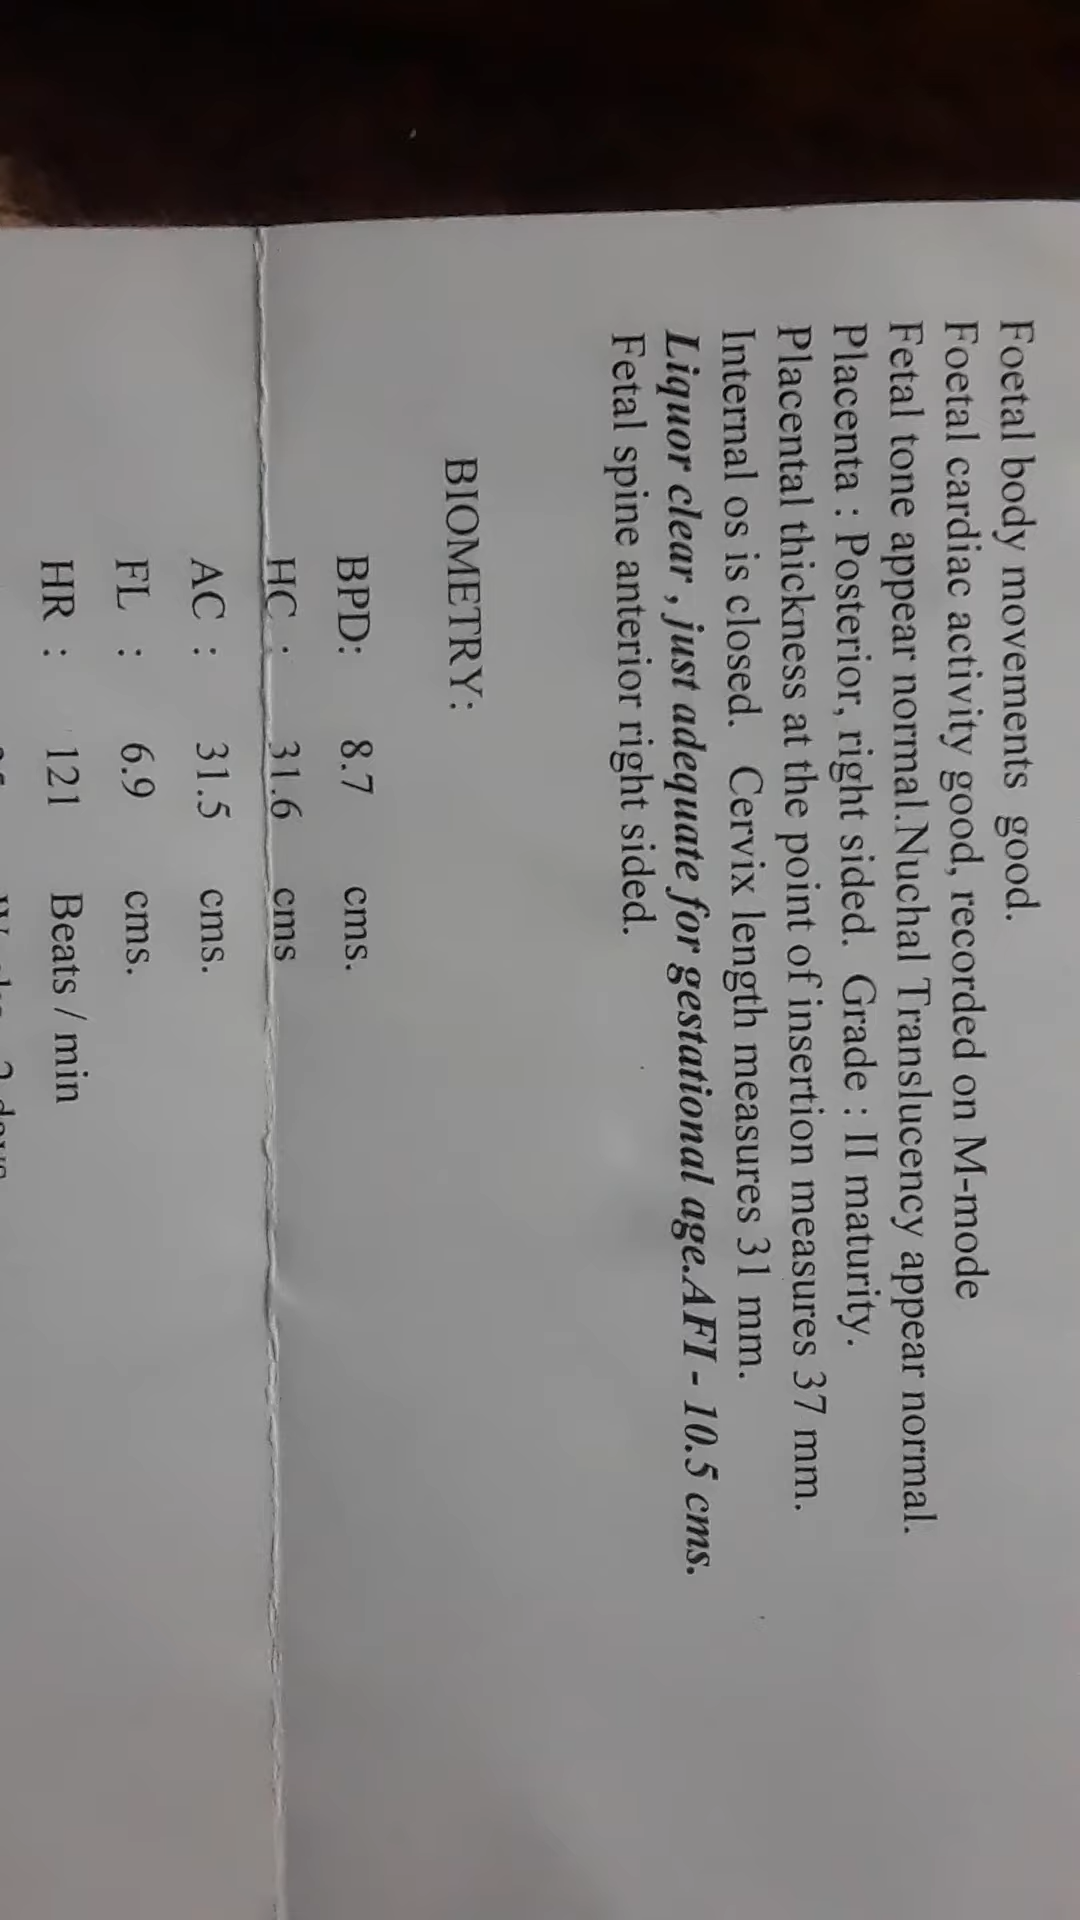 Foetal body movements good.
Foetal cardiac activity good, recorded on M-mode
Fetal tone appear normal.Nuchal Translucency appear normal.
Placenta : Posterior, right sided. Grade : II maturity.
Placental thickness at the point of insertion measures 37 mm.
Internal os is closed. Cervix length measures 31 mm.
Liquor clear , just adequate for gestational age.AFI - 10.5 cms.
Fetal spine anterior right sided.
BIOMETRY:
BPD: 8.7 cms.
HC : 31.6 cms
AC : 31.5 cms.
FL : 6.9 cms.
HR : 121 Beats / min